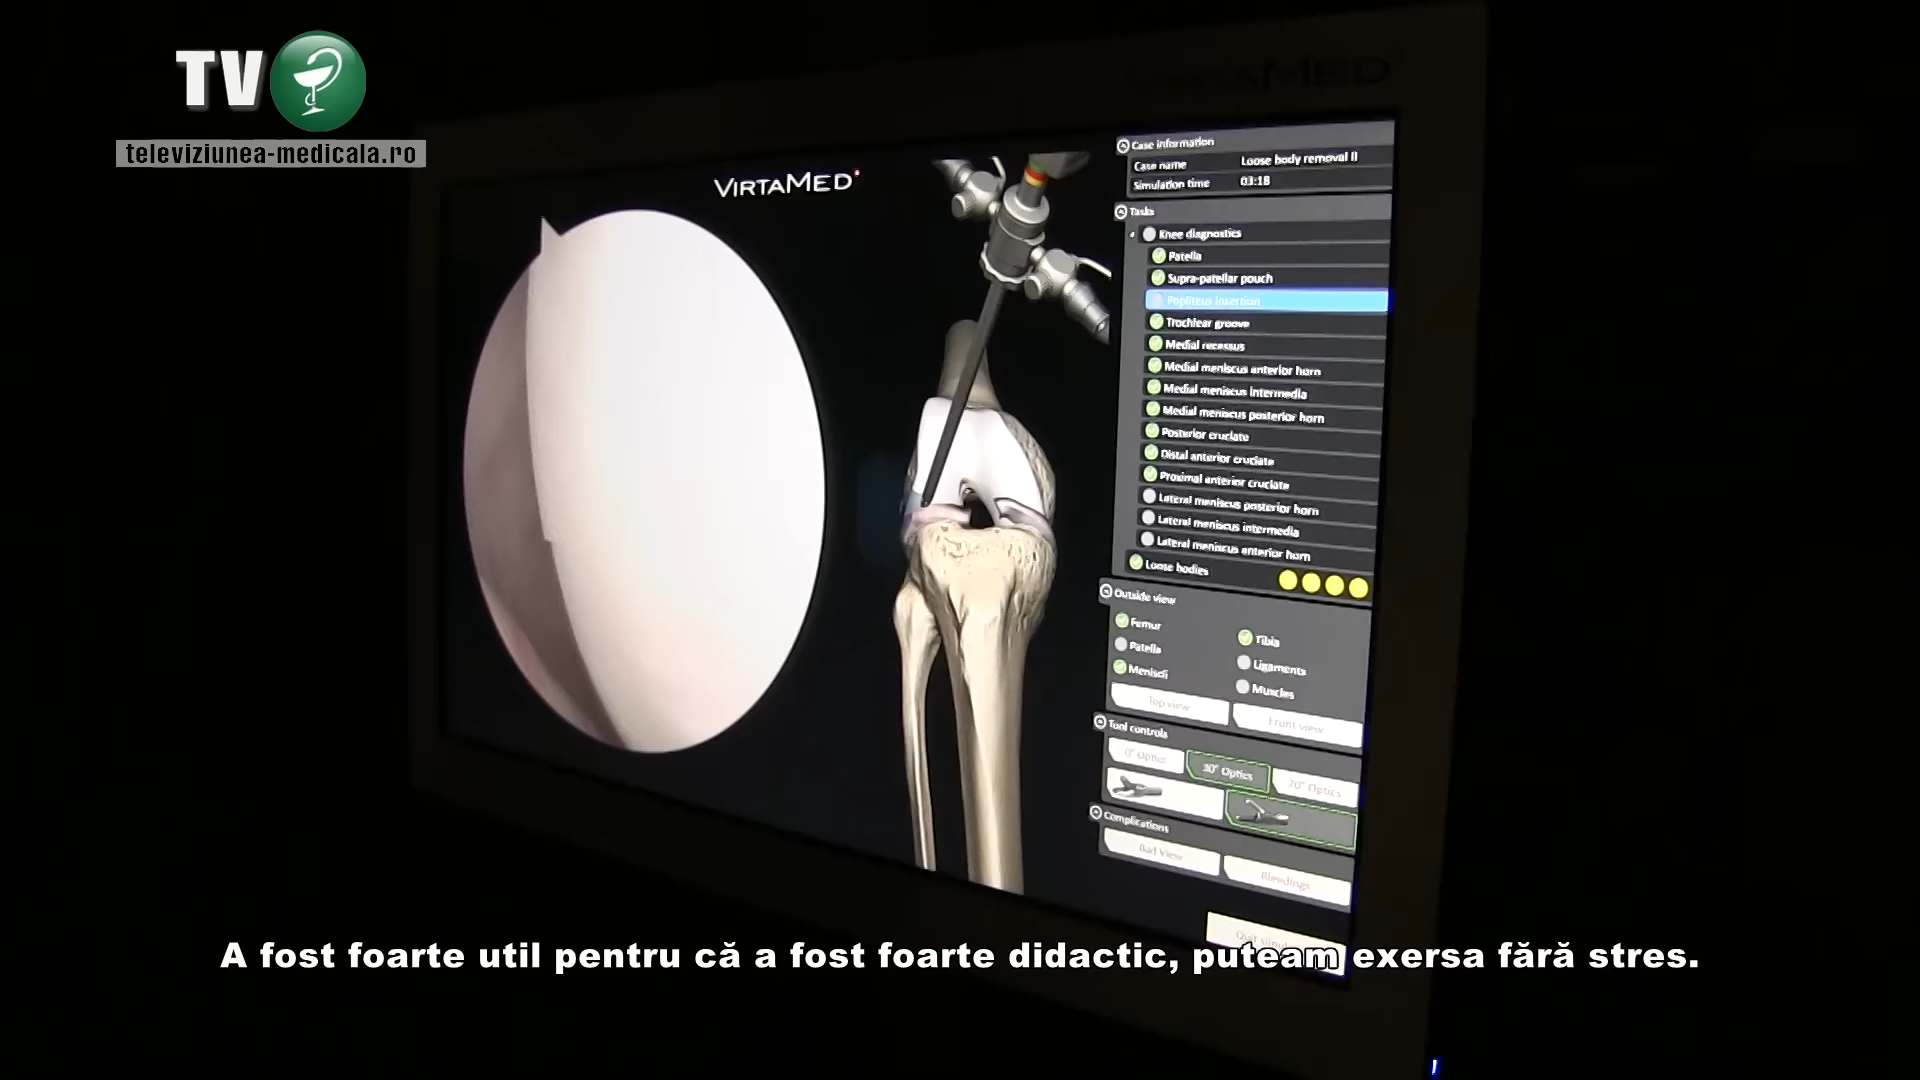 TV
televiziunea-medicala.ro
VIRTAMED
VIRTAMED
Case information
Case name Loose body removal II
Simulation time 03:18
Tasks
Knee diagnostics
Patella
Supra-patellar pouch
Popliteus insertion
Trochlear groove
Medial recessus
Medial meniscus anterior horn
Medial meniscus intermedia
Medial meniscus posterior horn
Posterior cruciate
Distal anterior cruciate
Proximal anterior cruciate
Lateral meniscus posterior horn
Lateral meniscus intermedia
Lateral meniscus anterior horn
Loose bodies
Outside view
Femur Tibia
Patella Ligaments
Menisci Muscles
Top view Front view
Tool controls
0° Optics 30° Optics 70° Optics
Complications
Bad View Bleedings
Quit
A fost foarte util pentru că a fost foarte didactic, puteam exersa fără stres.